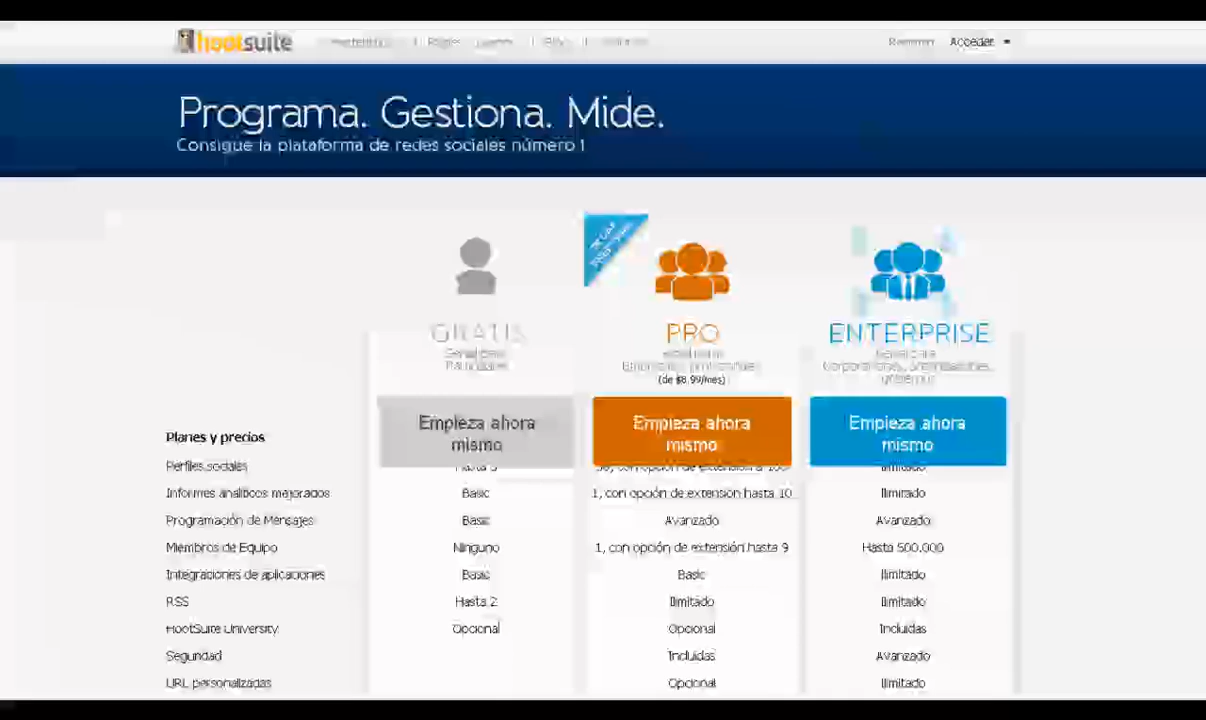 hootsuite
Acceder
Programa. Gestiona. Mide.
Consigue la plataforma de redes sociales número 1
GRATIS PRO ENTERPRISE
(de $8.99/mes)
Empieza ahora mismo
Empieza ahora mismo
Empieza ahora mismo
Planes y precios
Perfiles sociales Hasta 5 Ilimitado
Informes analíticos mejorados Basic 1, con opción de extensión hasta 10 Ilimitado
Programación de Mensajes Basic Avanzado Avanzado
Miembros de Equipo Ninguno 1, con opción de extensión hasta 9 Hasta 500.000
Integraciones de aplicaciones Basic Basic Ilimitado
RSS Hasta 2 Ilimitado Ilimitado
HootSuite University Opcional Opcional Incluidas
Seguridad Incluidas Avanzado
URL personalizadas Opcional Ilimitado